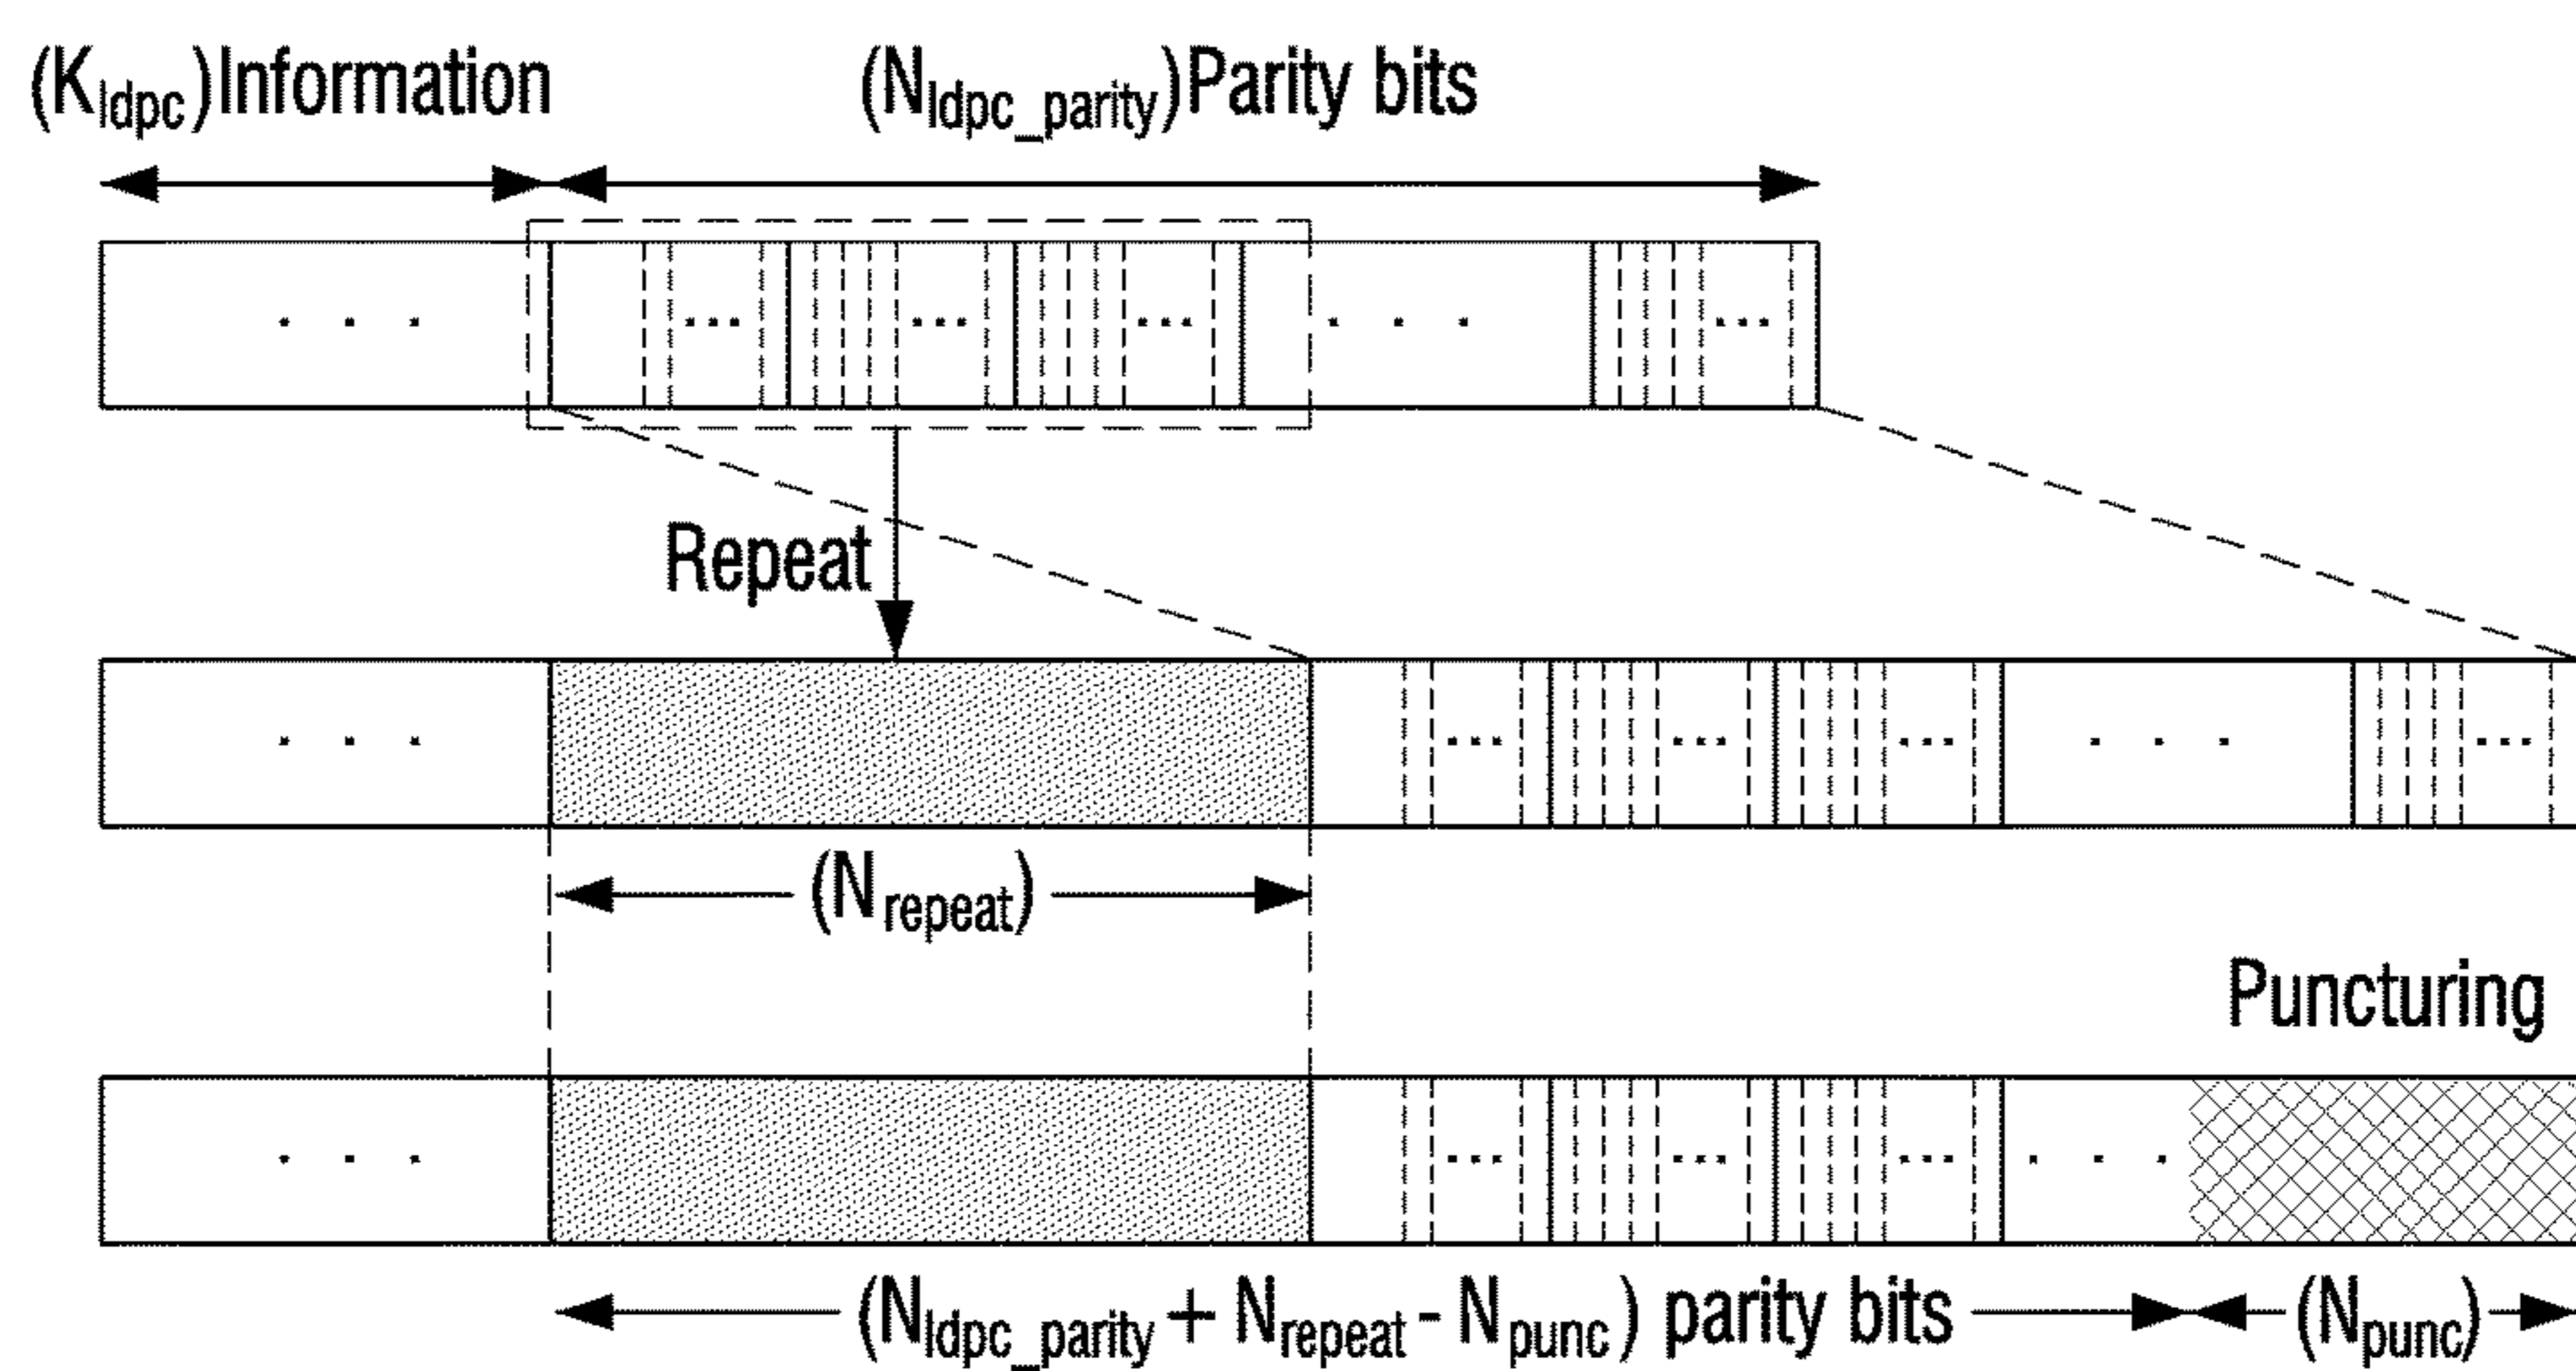 (Kldpc)Information (Nldpc_parity)Parity bits
Repeat
(Nrepeat)
Puncturing
(Nldpc_parity + Nrepeat - Npunc) parity bits (Npunc)